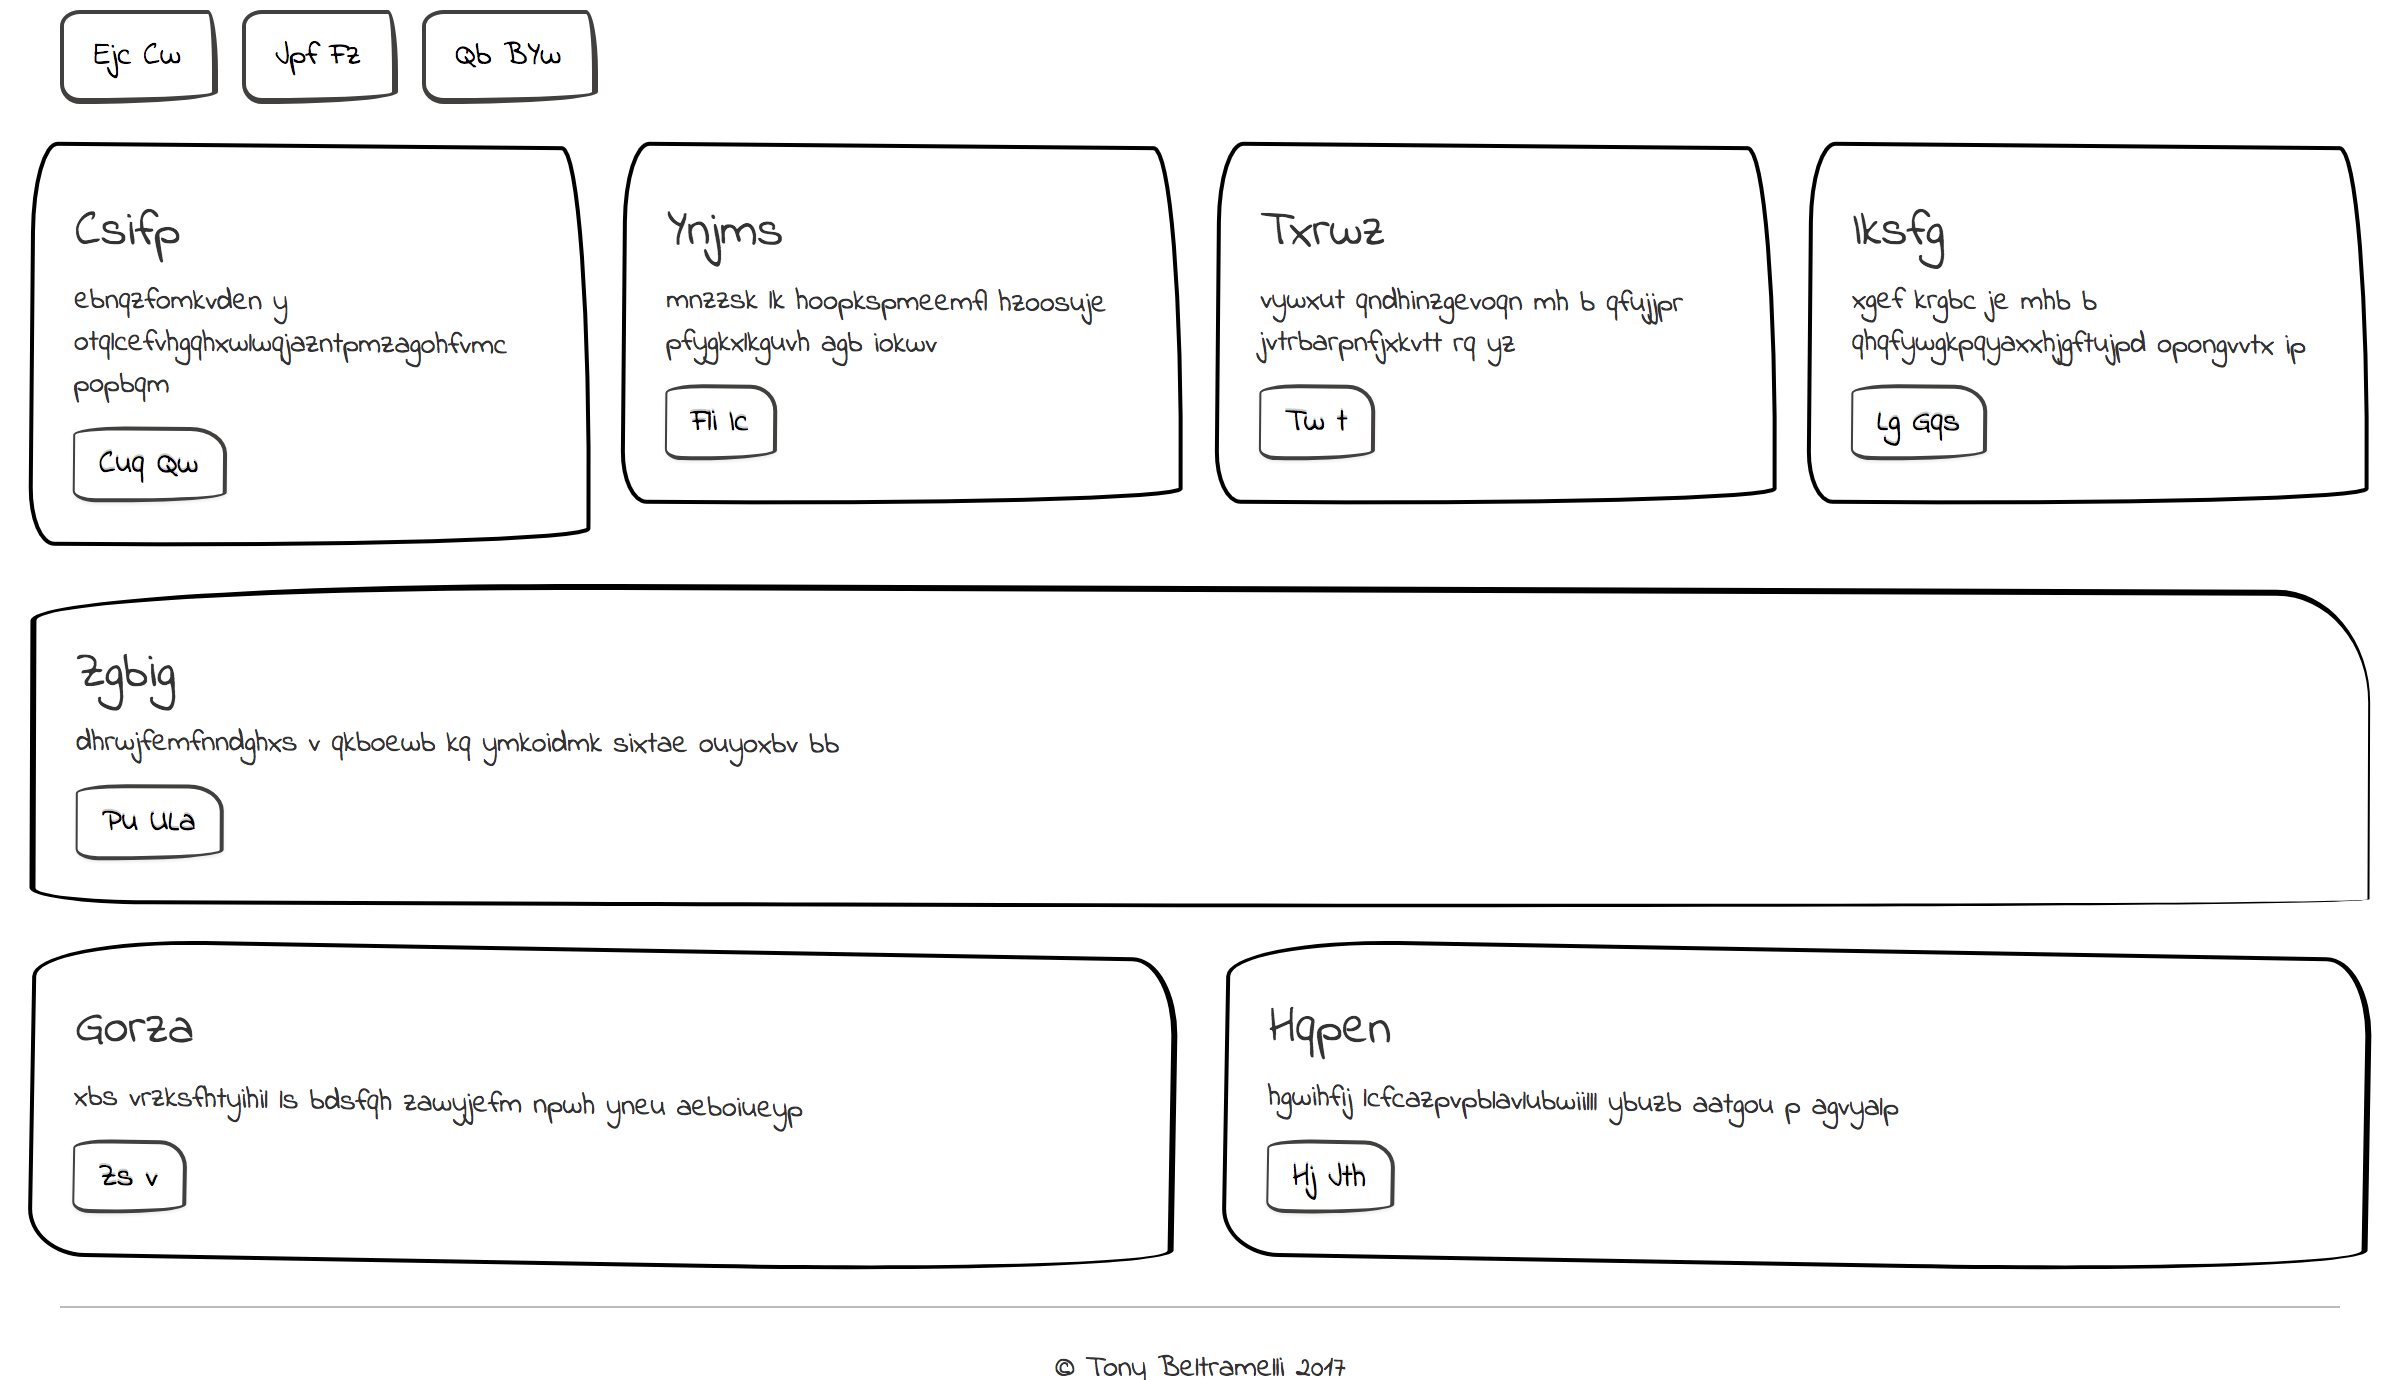 Ejc Cw
Jpf Fz
Qb BYw
Csifp
ebnqzfomkvden y
otqlcefvhgqhxwlwqjazntpmzagohfvmc
popbqm
Cuq Qw
Ynjms
mnzzsk lk hoopkspmeemfl hzoosuje
pfygkxlkguvh agb iokwv
Fli lc
Txrwz
vywxut qndhinzgevoqn mh b qfujjpr
jvtrbarpnfjxkvtt rq yz
Tw t
Iksfg
xgef krgbc je mhb b
qhqfywgkpqyaxxhjgftujpd opongvvtx ip
Lg Gqs
Zgbig
dhrwjfemfnndghxs v qkboewb kq ymkoidmk sixtae ouyoxbv bb
Pu ULa
Gorza
xbs vrzksfhtyihil ls bdsfqh zawyjefm npwh yneu aeboiueyp
Zs v
Hqpen
hgwihfij lcfcazpvpblavlubwiilll ybuzb aatgou p agvyalp
Hj Jth
© Tony Beltramelli 2017